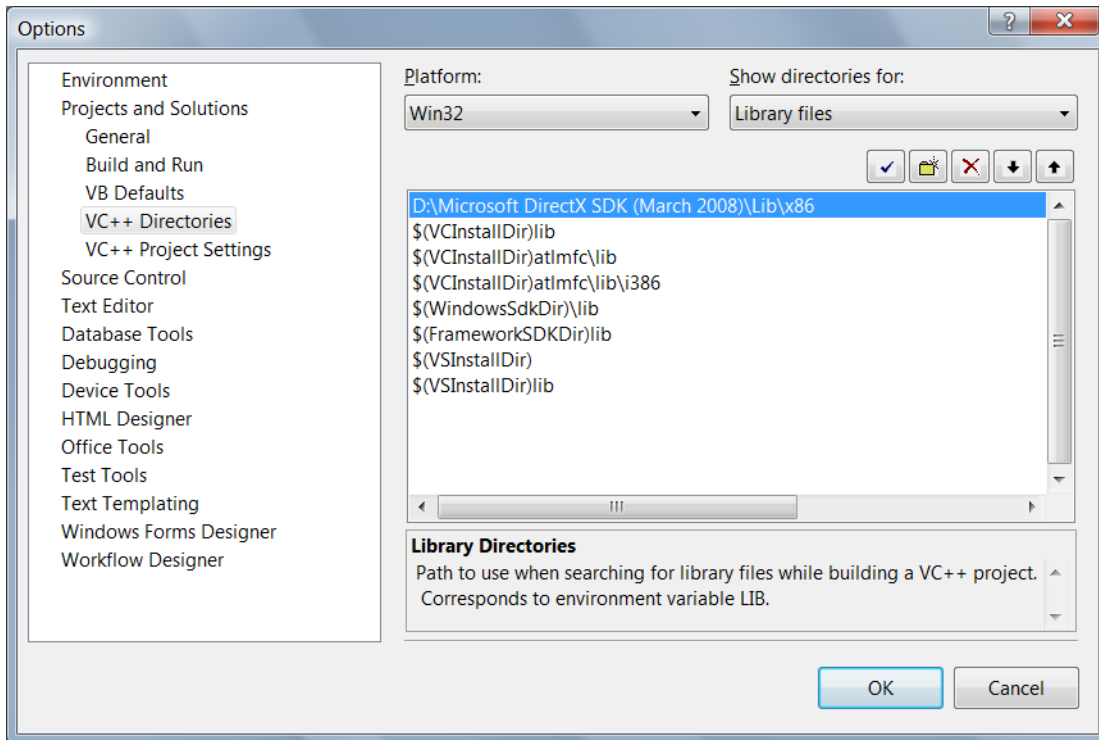 Options
?
Environment
Projects and Solutions
General
Build and Run
VB Defaults
VC++ Directories
VC++ Project Settings
Source Control
Text Editor
Database Tools
Debugging
Device Tools
HTML Designer
Office Tools
Test Tools
Text Templating
Windows Forms Designer
Workflow Designer
Platform:
Win32
Show directories for:
Library files
D:\Microsoft DirectX SDK (March 2008)\Lib\x86
$(VCInstallDir)lib
$(VCInstallDir)atlmfc\lib
$(VCInstallDir)atlmfc\lib\i386
$(WindowsSdkDir)\lib
$(FrameworkSDKDir)lib
$(VSInstallDir)
$(VSInstallDir)lib
Library Directories
Path to use when searching for library files while building a VC++ project.
Corresponds to environment variable LIB.
OK
Cancel